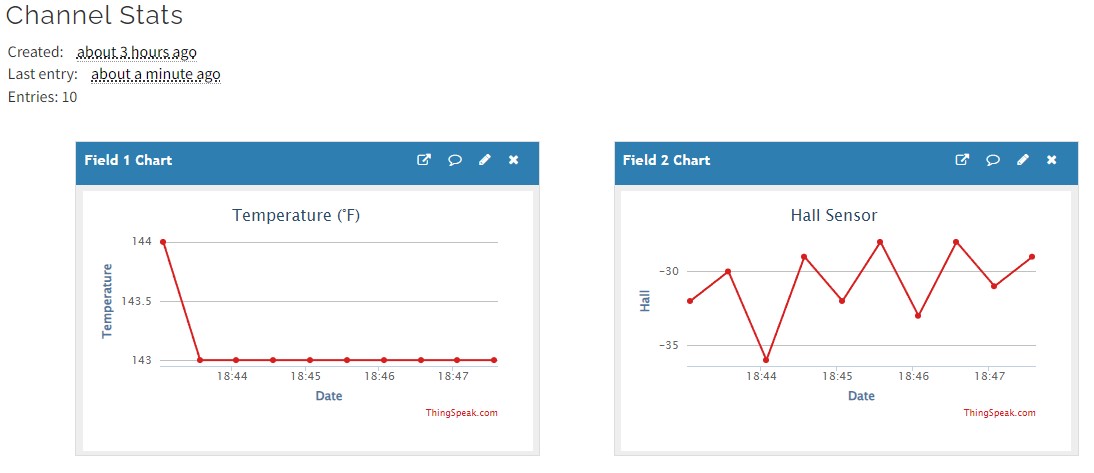 Channel Stats
Created: about 3 hours ago
Last entry: about a minute ago
Entries: 10
Field 1 Chart
Temperature (°F)
Temperature
144
143.5
143
18:44 18:45 18:46 18:47
Date
ThingSpeak.com
Field 2 Chart
Hall Sensor
Hall
-30
-35
18:44 18:45 18:46 18:47
Date
ThingSpeak.com